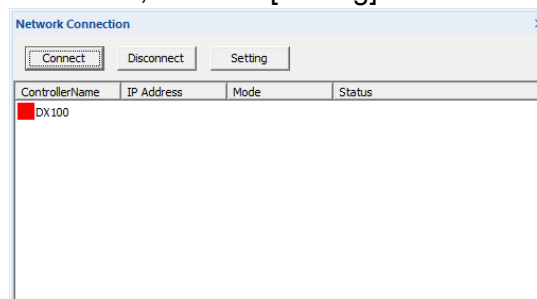 Network Connection
Connect Disconnect Setting
ControllerName IP Address Mode Status
DX100